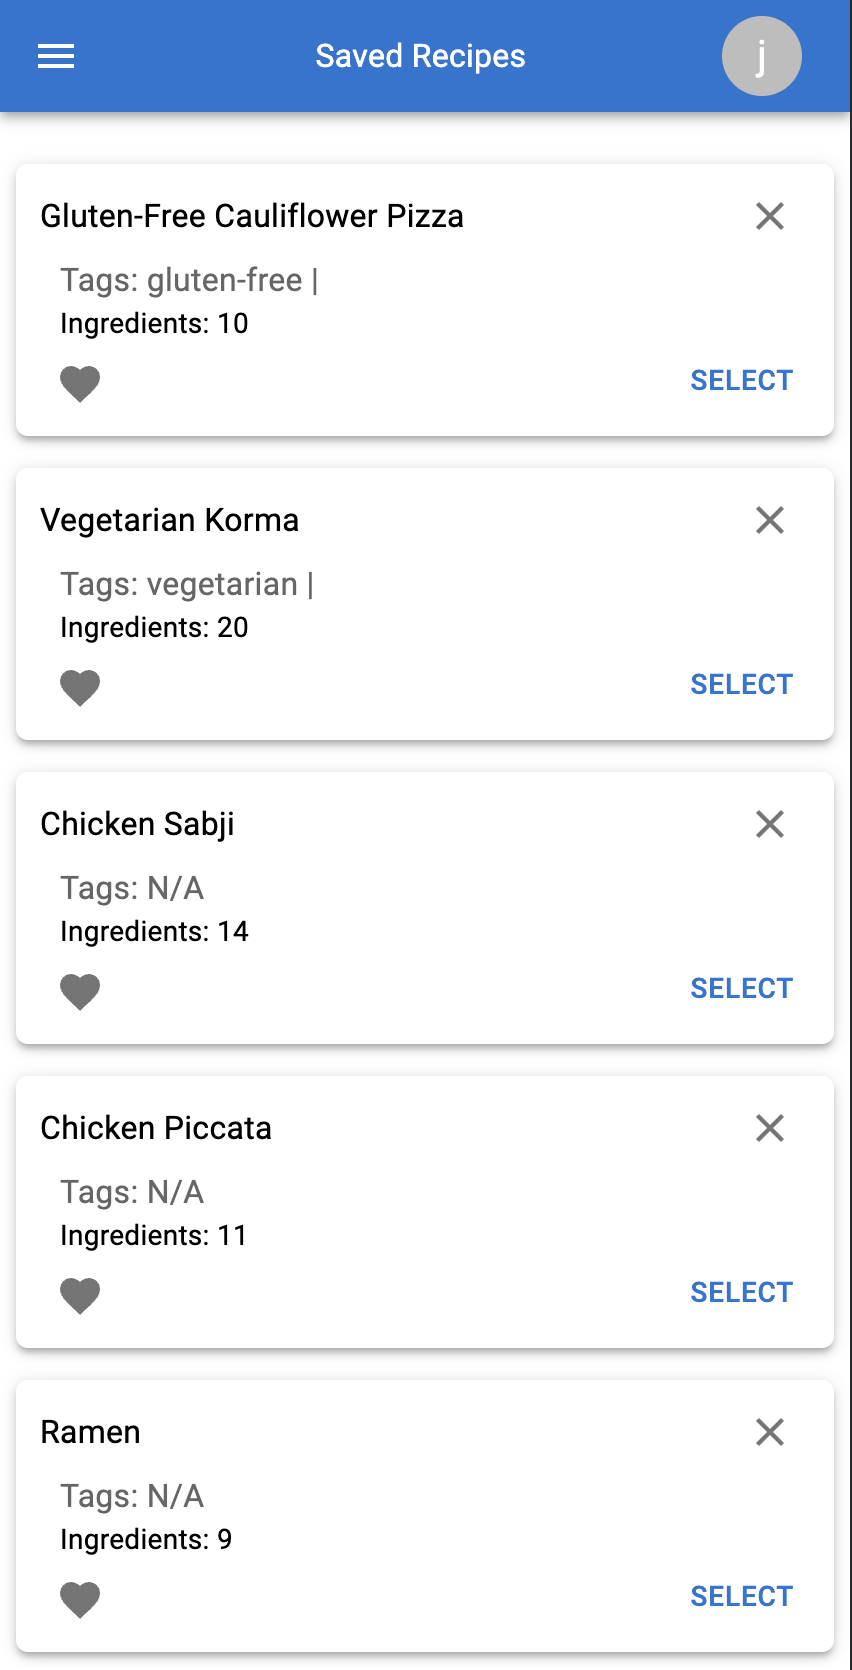 Saved Recipes
j
Gluten-Free Cauliflower Pizza
Tags: gluten-free |
Ingredients: 10
SELECT
Vegetarian Korma
Tags: vegetarian |
Ingredients: 20
SELECT
Chicken Sabji
Tags: N/A
Ingredients: 14
SELECT
Chicken Piccata
Tags: N/A
Ingredients: 11
SELECT
Ramen
Tags: N/A
Ingredients: 9
SELECT